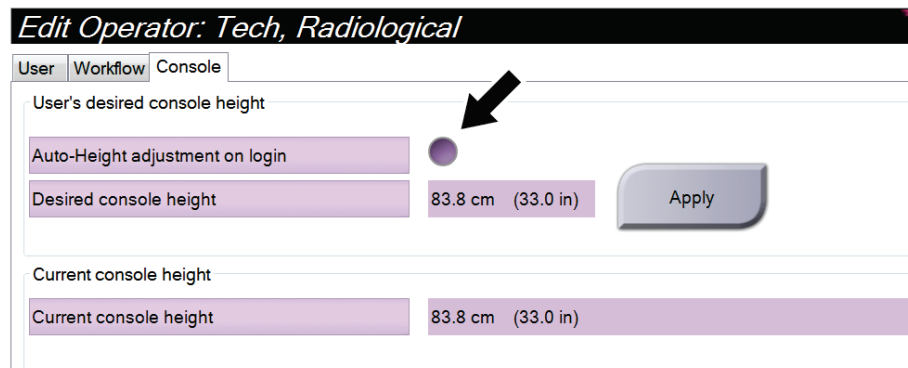 Edit Operator: Tech, Radiological
User Workflow Console
User's desired console height
Auto-Height adjustment on login
Desired console height 83.8 cm (33.0 in) Apply
Current console height
Current console height 83.8 cm (33.0 in)